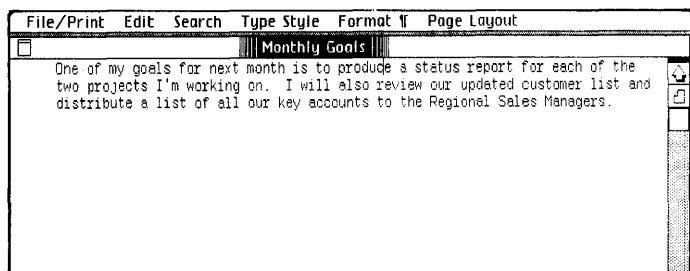 File/Print Edit Search Type Style Format ¶ Page Layout
Monthly Goals
One of my goals for next month is to produce a status report for each of the
two projects I'm working on. I will also review our updated customer list and
distribute a list of all our key accounts to the Regional Sales Managers.